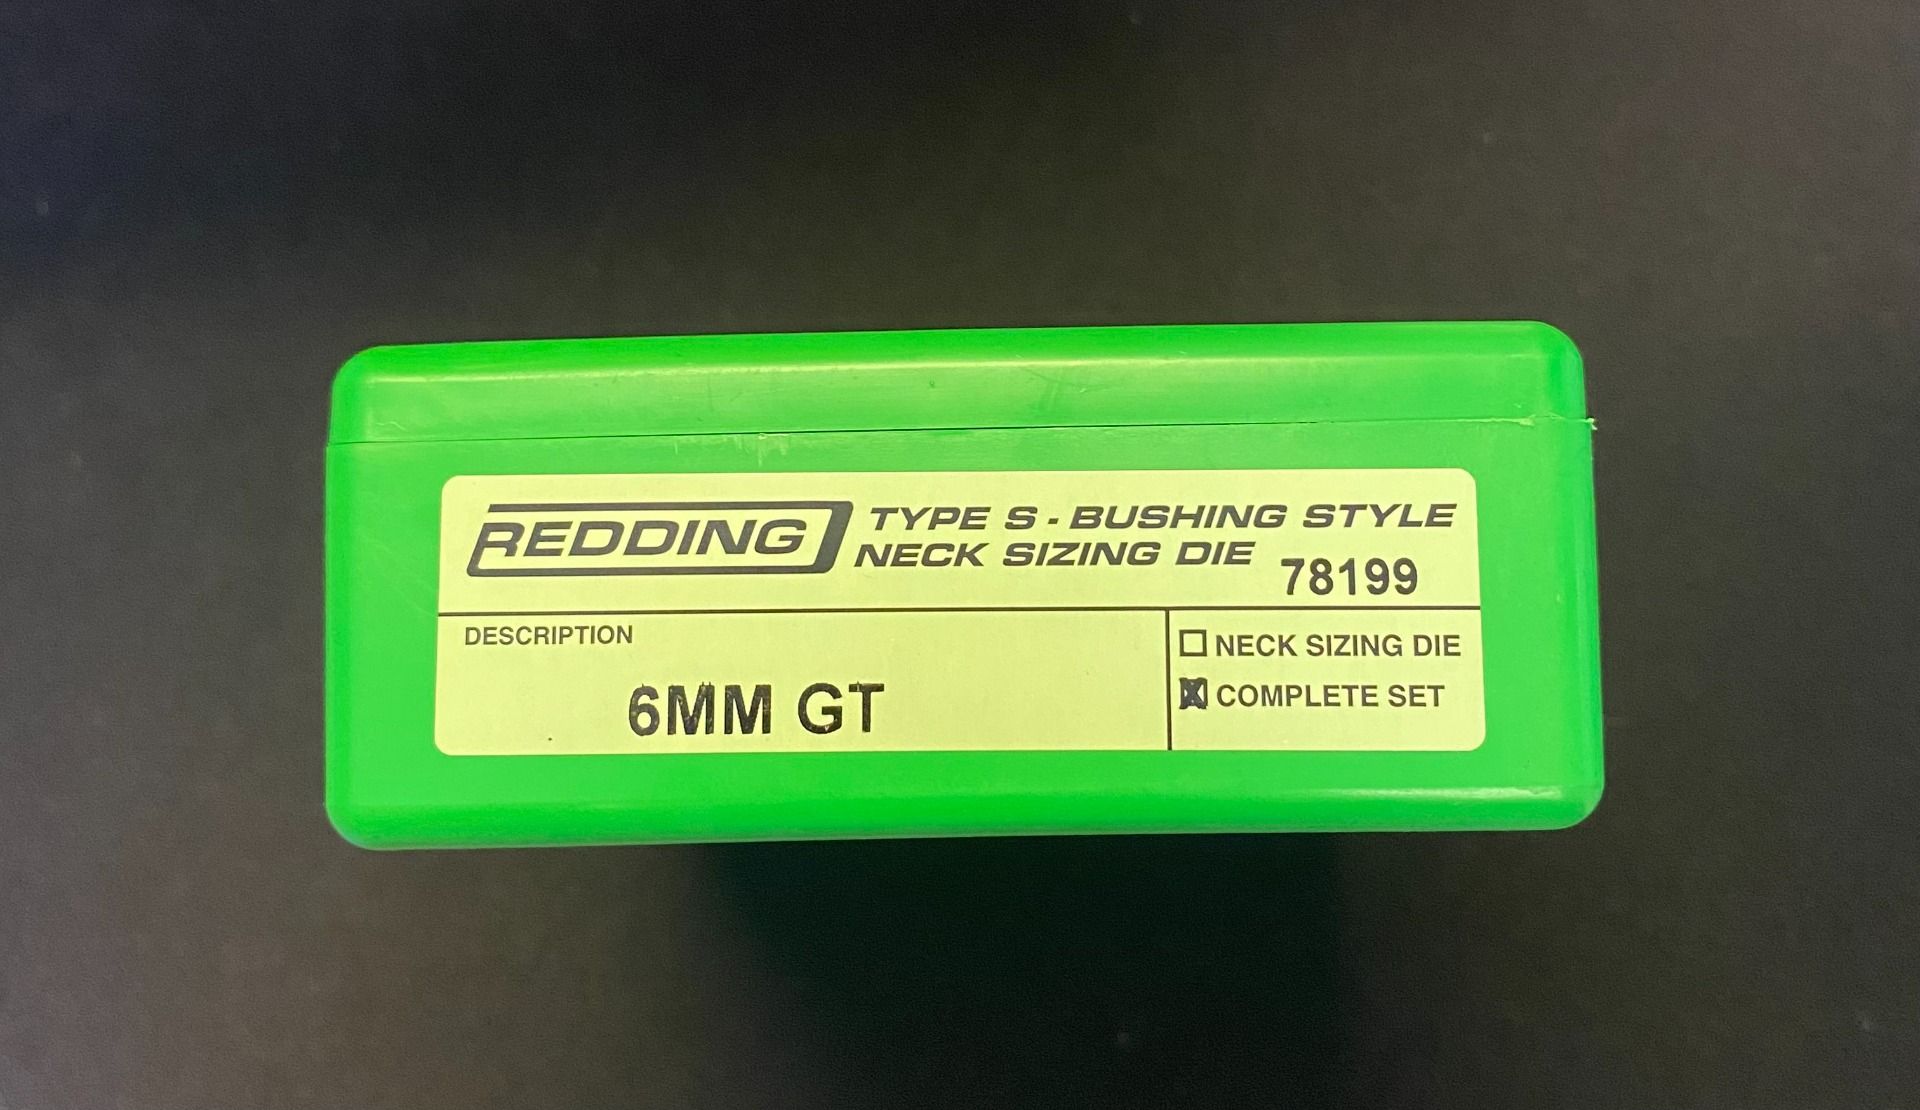 REDDING TYPE S - BUSHING STYLE
NECK SIZING DIE 78199
DESCRIPTION
6MM GT
NECK SIZING DIE
COMPLETE SET